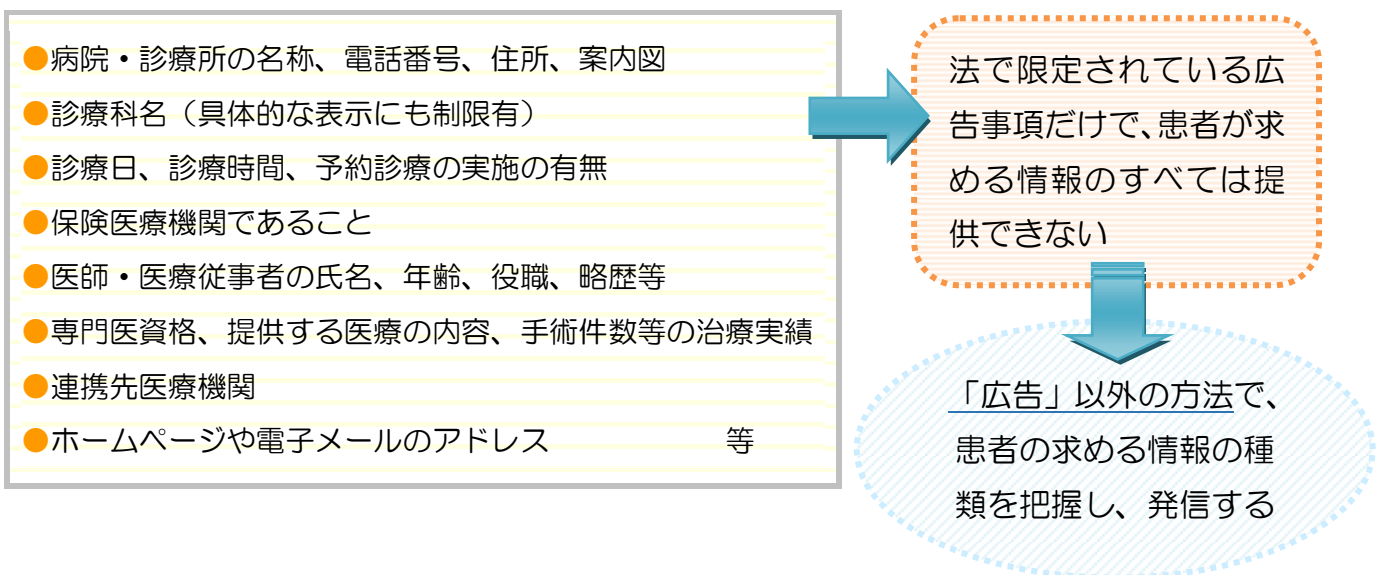 ●病院・診療所の名称、電話番号、住所、案内図
●診療科名（具体的な表示にも制限有）
●診療日、診療時間、予約診療の実施の有無
●保険医療機関であること
●医師・医療従事者の氏名、年齢、役職、略歴等
●専門医資格、提供する医療の内容、手術件数等の治療実績
●連携先医療機関
●ホームページや電子メールのアドレス　　　　　　　等
法で限定されている広
告事項だけで、患者が求
める情報のすべては提
供できない
「広告」以外の方法で、
患者の求める情報の種
類を把握し、発信する